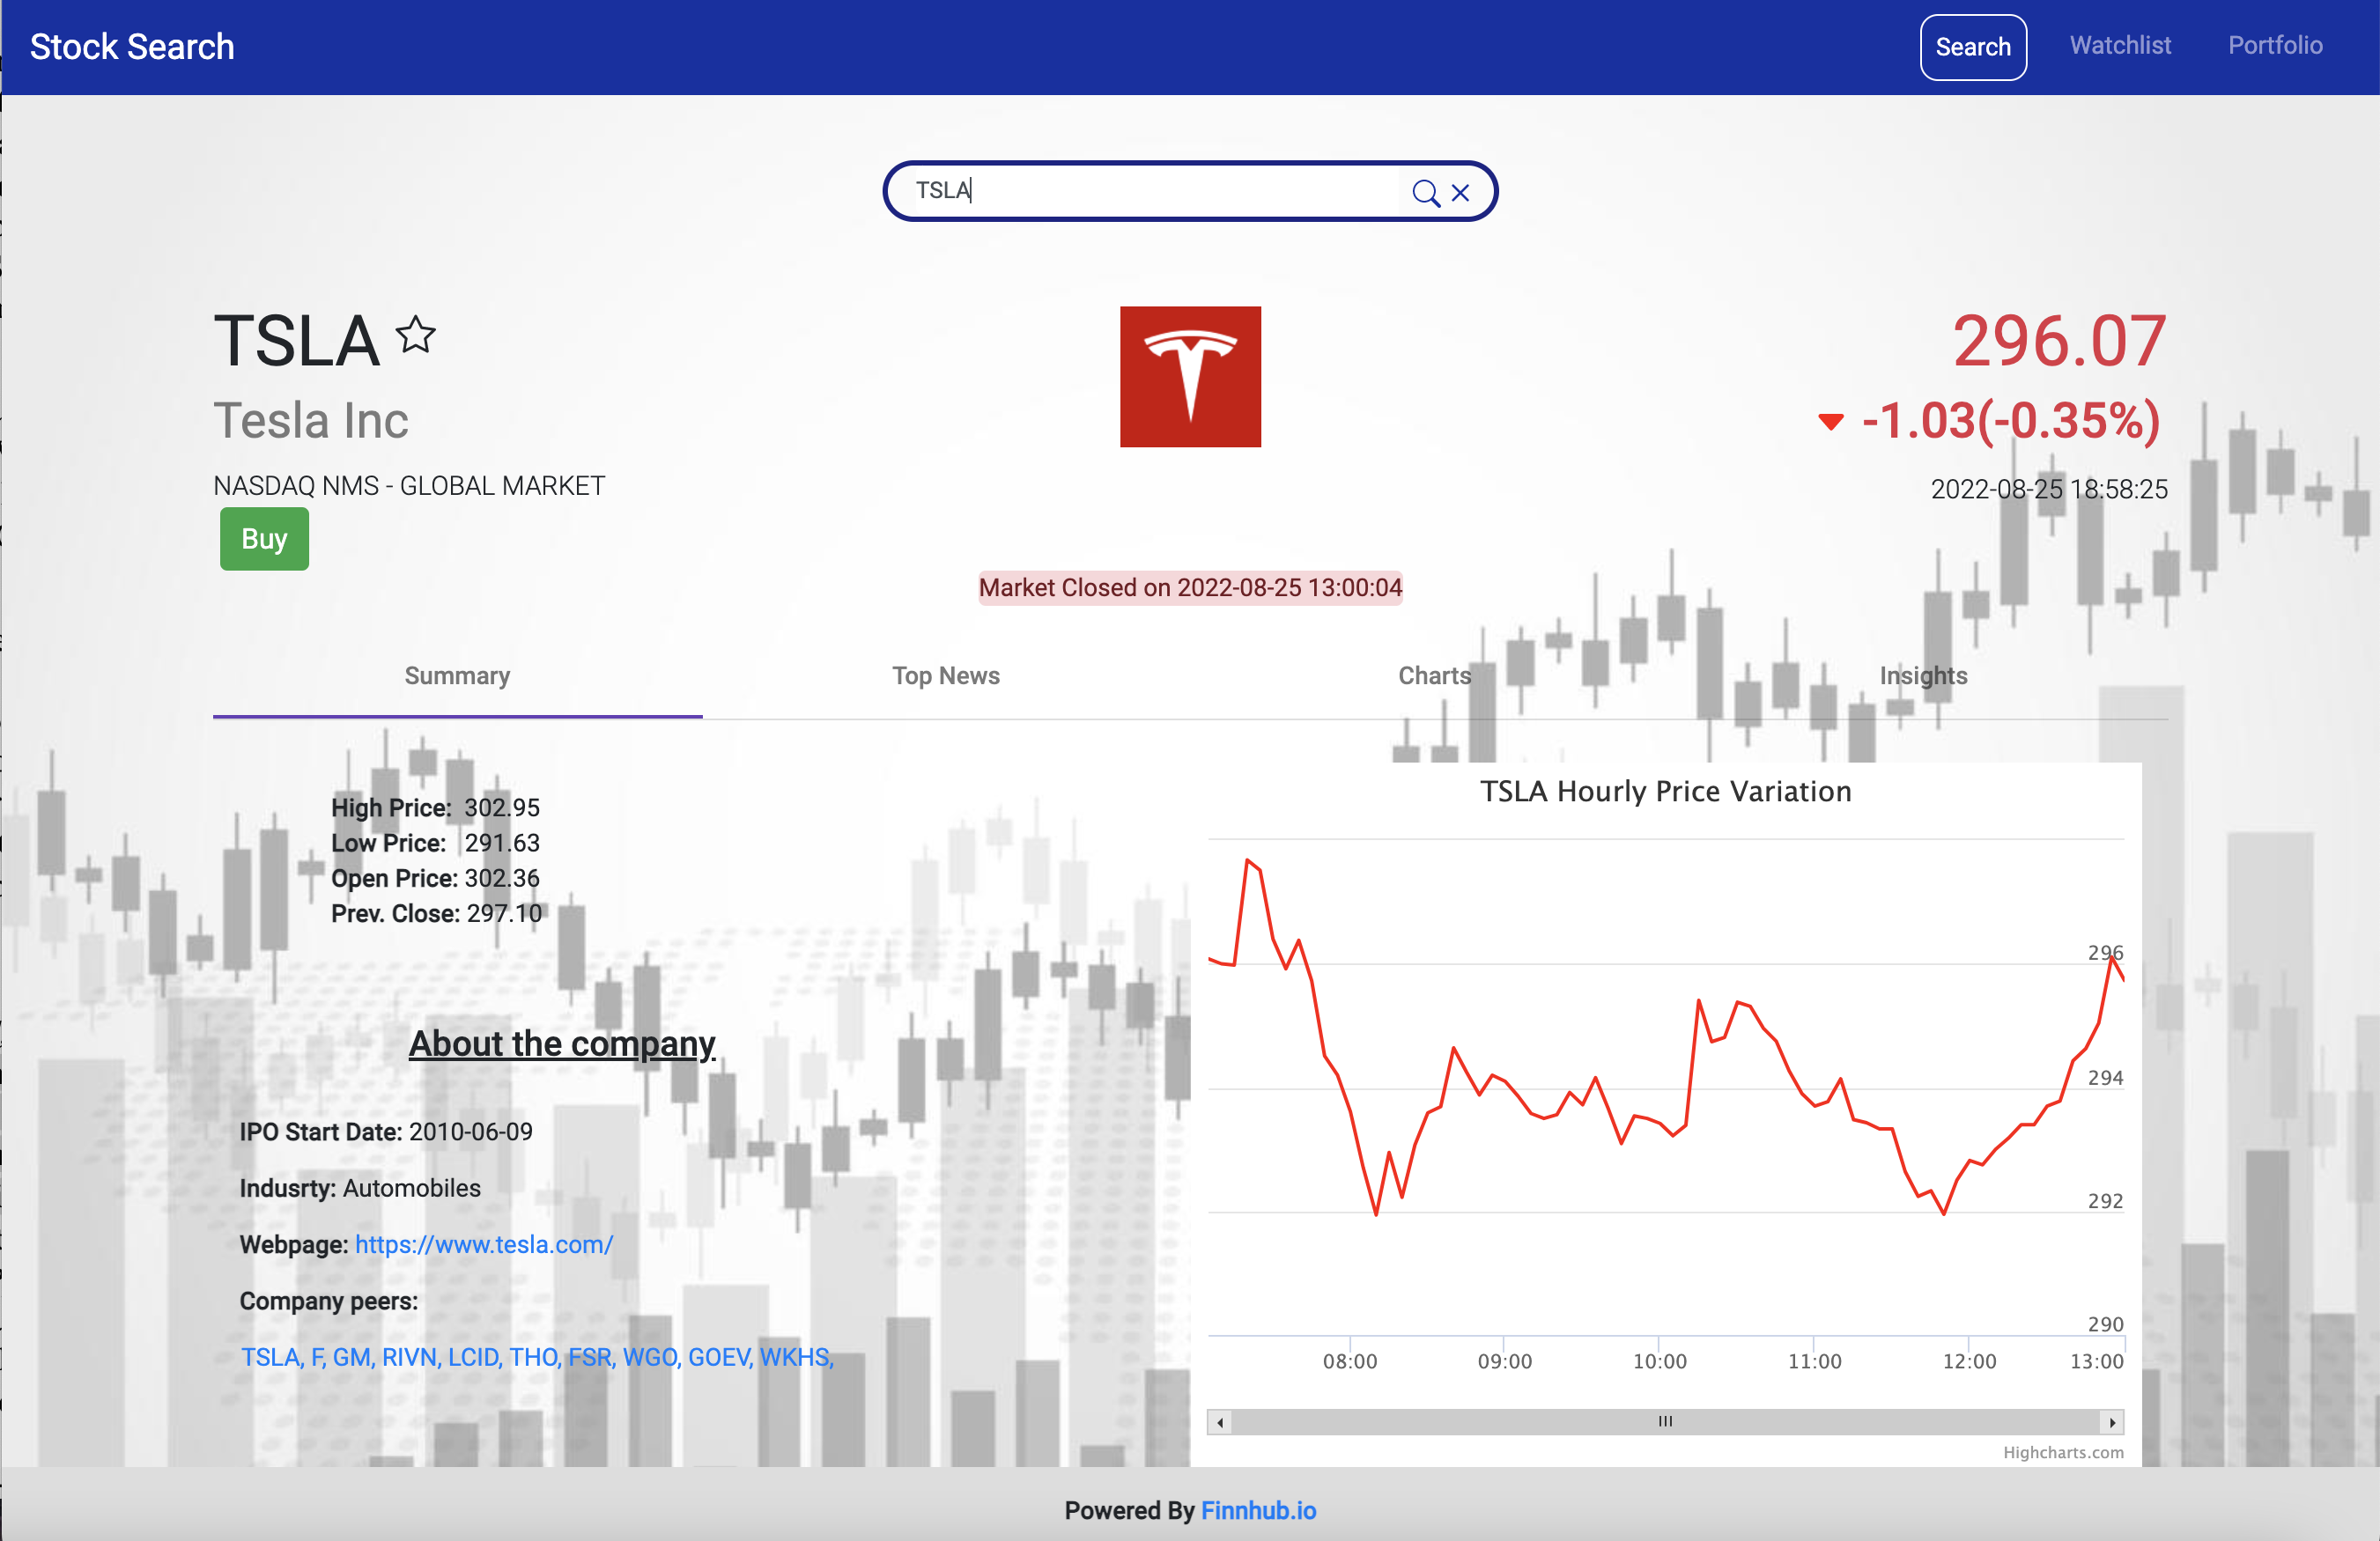 Stock Search
Search
Watchlist
Portfolio
TSLA
TSLA
Tesla Inc
NASDAQ NMS - GLOBAL MARKET
Buy
296.07
-1.03(-0.35%)
2022-08-25 18:58:25
Market Closed on 2022-08-25 13:00:04
Summary
Top News
Charts
Insights
High Price: 302.95
Low Price: 291.63
Open Price: 302.36
Prev. Close: 297.10
About the company
IPO Start Date: 2010-06-09
Indusrty: Automobiles
Webpage: https://www.tesla.com/
Company peers:
TSLA, F, GM, RIVN, LCID, THO, FSR, WGO, GOEV, WKHS,
TSLA Hourly Price Variation
296
294
292
290
08:00 09:00 10:00 11:00 12:00 13:00
Highcharts.com
Powered By Finnhub.io